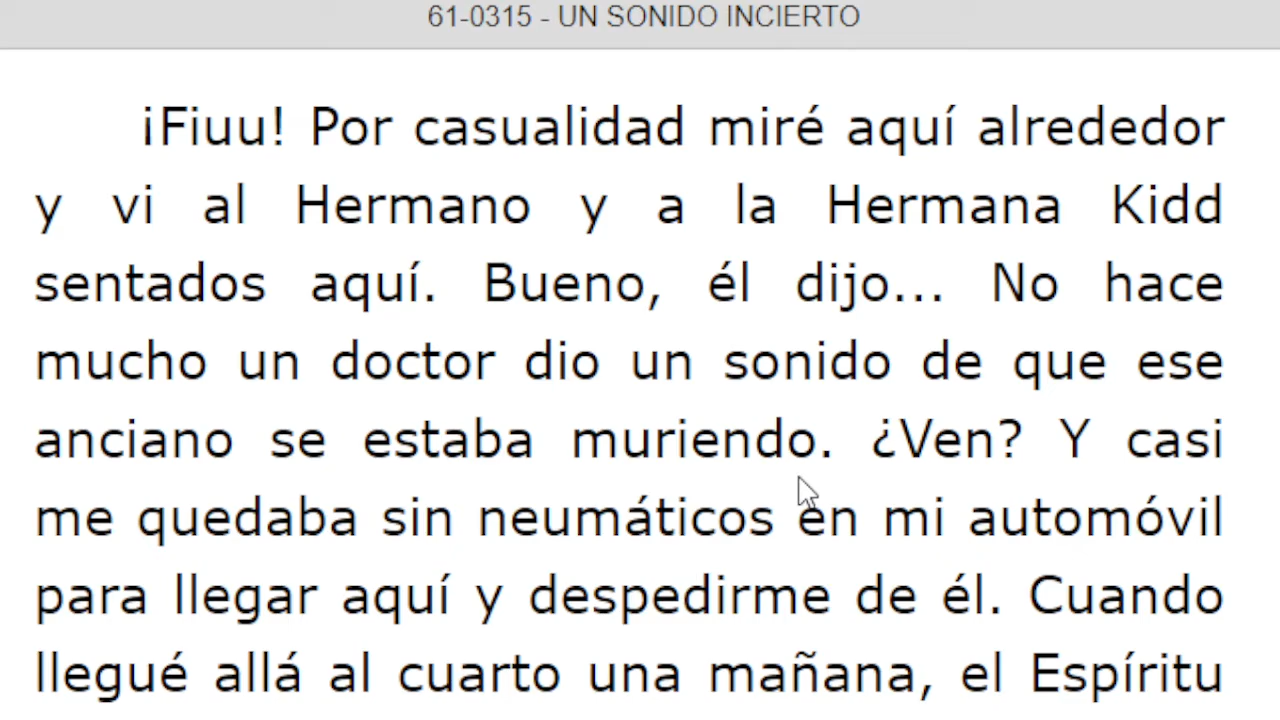 61-0315 - UN SONIDO INCIERTO
¡Fiuu! Por casualidad miré aquí alrededor
y vi al Hermano y a la Hermana Kidd
sentados aquí. Bueno, él dijo... No hace
mucho un doctor dio un sonido de que ese
anciano se estaba muriendo. ¿Ven? Y casi
me quedaba sin neumáticos en mi automóvil
para llegar aquí y despedirme de él. Cuando
llegué allá al cuarto una mañana, el Espíritu